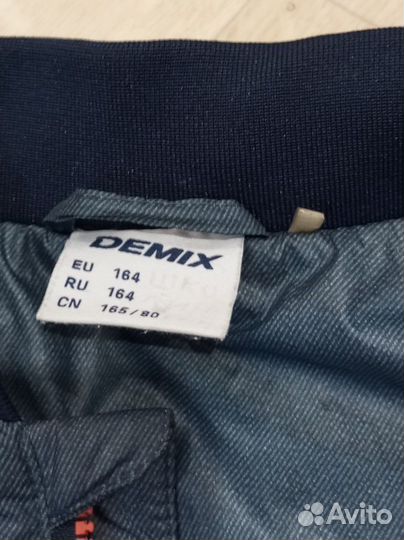 DEMIX
EU 164
RU 164
CN 165/80
Avito